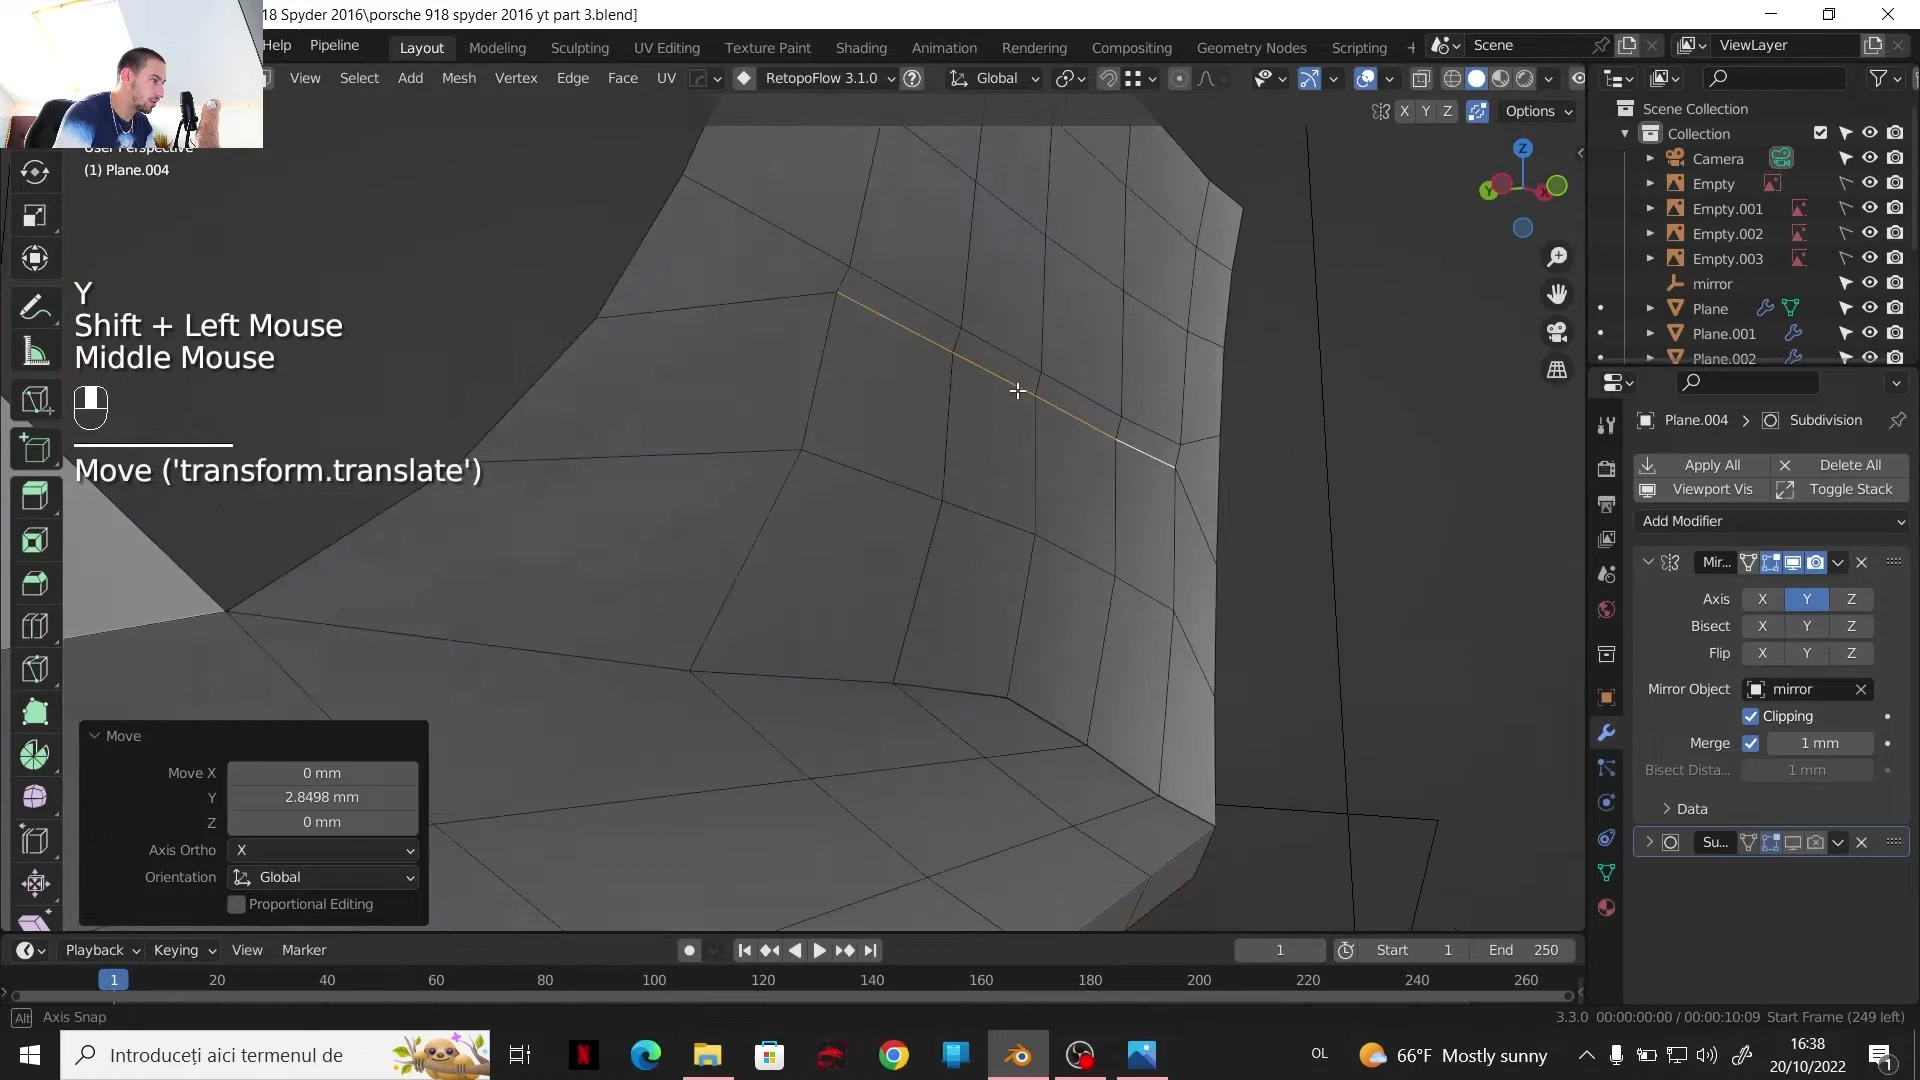 18 Spyder 2016\porsche 918 spyder 2016 yt part 3.blend]
Help Pipeline Layout Modeling Sculpting UV Editing Texture Paint Shading Animation Rendering Compositing Geometry Nodes Scripting + Scene ViewLayer
View Select Add Mesh Vertex Edge Face UV RetopoFlow 3.1.0 Global
X Y Z Options
User Perspective
(1) Plane.004
Y
Shift + Left Mouse
Middle Mouse
Move ('transform.translate')
Z
Y
X
Scene Collection
Collection
Camera
Empty
Empty.001
Empty.002
Empty.003
mirror
Plane
Plane.001
Plane.002
Plane.004 > Subdivision
Apply All Delete All
Viewport Vis Toggle Stack
Add Modifier
Mir...
Axis X Y Z
Bisect X Y Z
Flip X Y Z
Mirror Object mirror
Clipping
Merge 1 mm
Bisect Dista... 1 mm
Data
Su...
Move
Move X 0 mm
Y 2.8498 mm
Z 0 mm
Axis Ortho X
Orientation Global
Proportional Editing
Playback Keying View Marker 1 Start 1 End 250
1 20 40 60 80 100 120 140 160 180 200 220 240 260
Alt Axis Snap
3.3.0 00:00:00:00 / 00:00:10:09 Start Frame (249 left)
Introduceți aici termenul de
N
OL
66°F Mostly sunny
16:38
20/10/2022
1